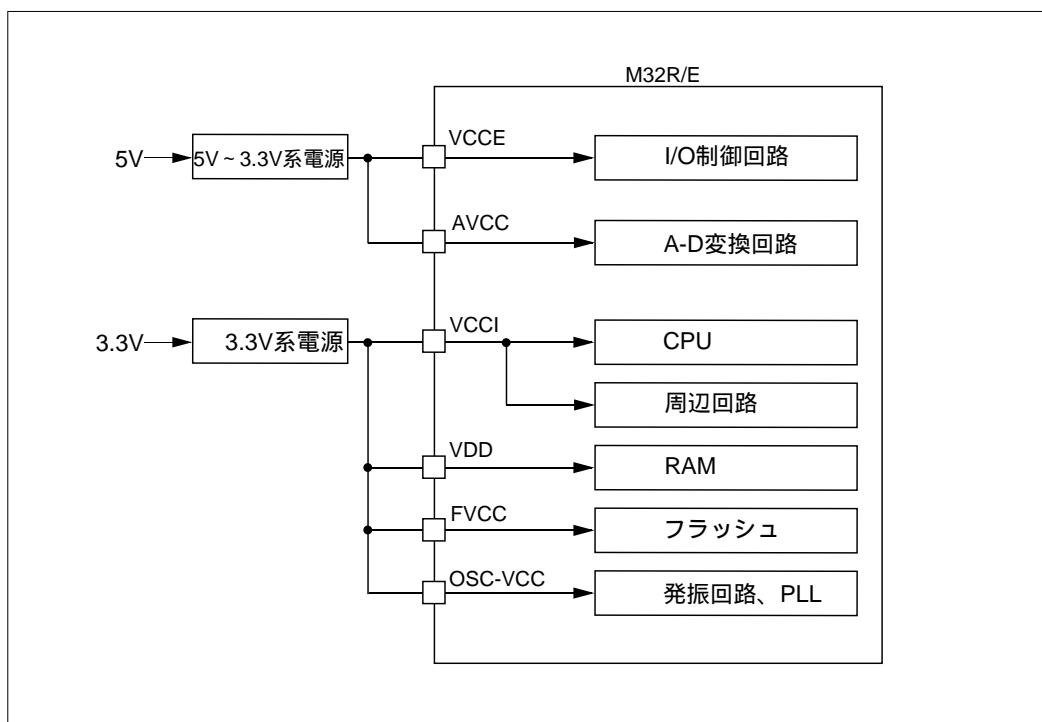 M32R/E
5V
5V ~ 3.3V系電源
VCCE
I/O制御回路
AVCC
A-D変換回路
3.3V
3.3V系電源
VCCI
CPU
周辺回路
VDD
RAM
FVCC
フラッシュ
OSC-VCC
発振回路、PLL